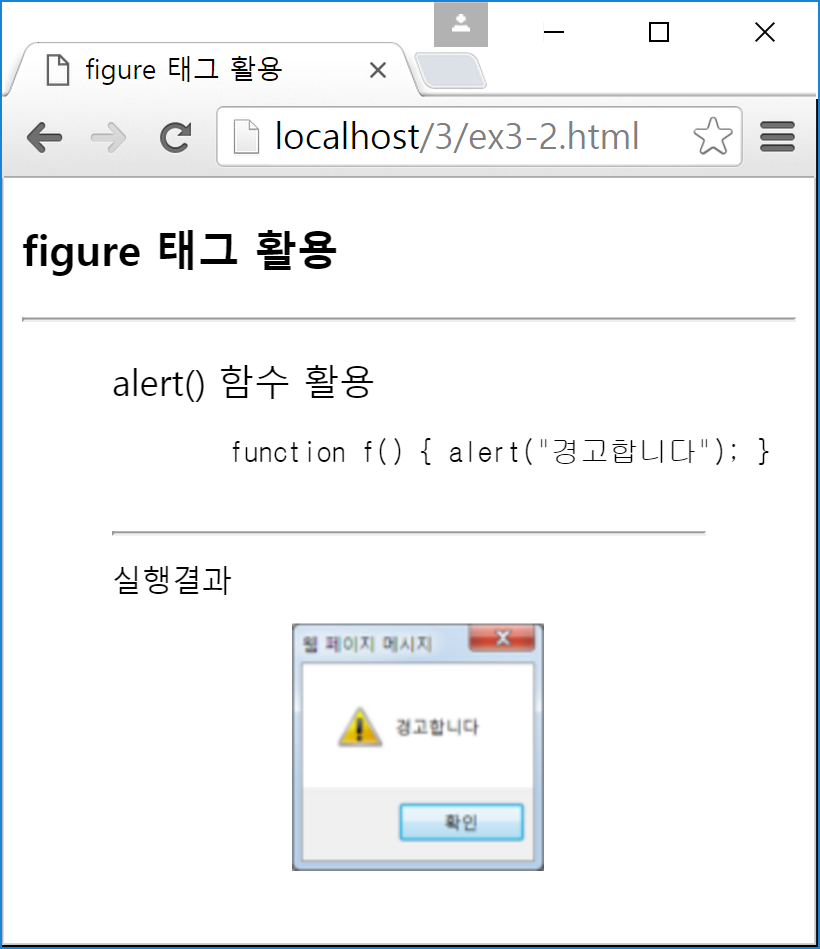 figure 태그 활용
localhost/3/ex3-2.html
figure 태그 활용
alert() 함수 활용
function f() { alert("경고합니다"); }
실행결과
웹 페이지 메시지
경고합니다
확인